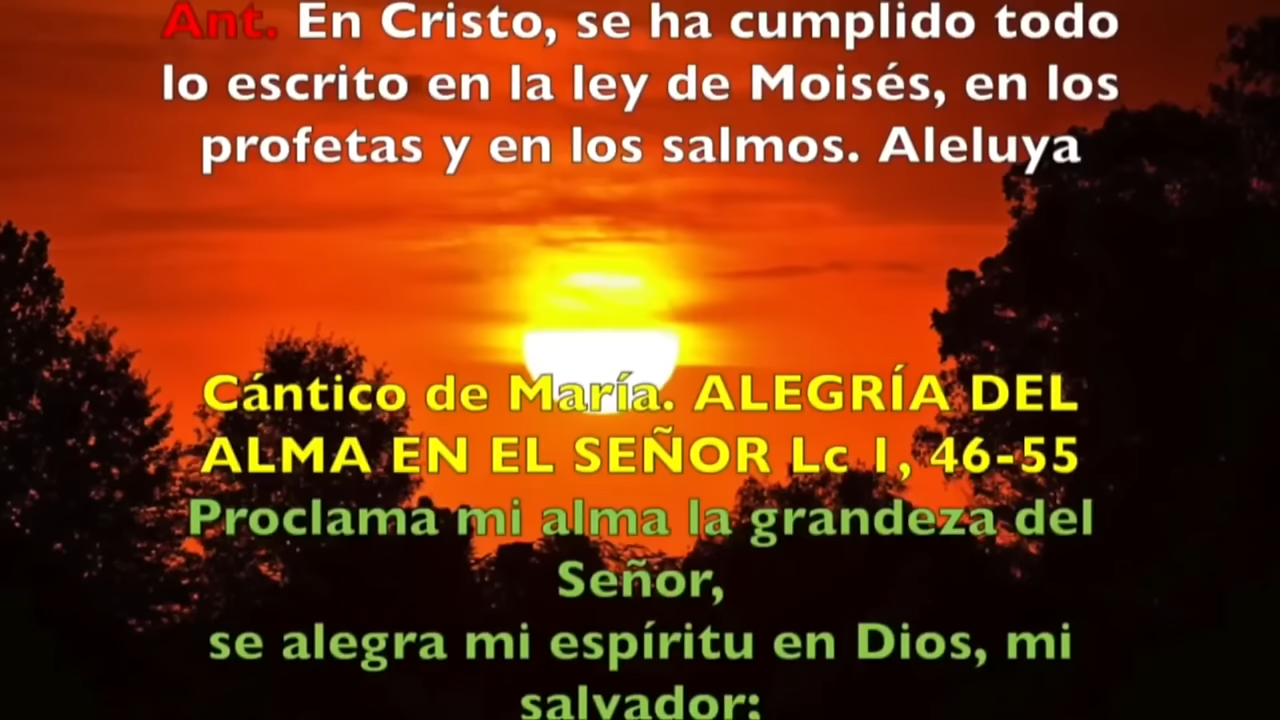 Ant. En Cristo, se ha cumplido todo
lo escrito en la ley de Moisés, en los
profetas y en los salmos. Aleluya
Cántico de María. ALEGRÍA DEL
ALMA EN EL SEÑOR Lc 1, 46-55
Proclama mi alma la grandeza del
Señor,
se alegra mi espíritu en Dios, mi
salvador: